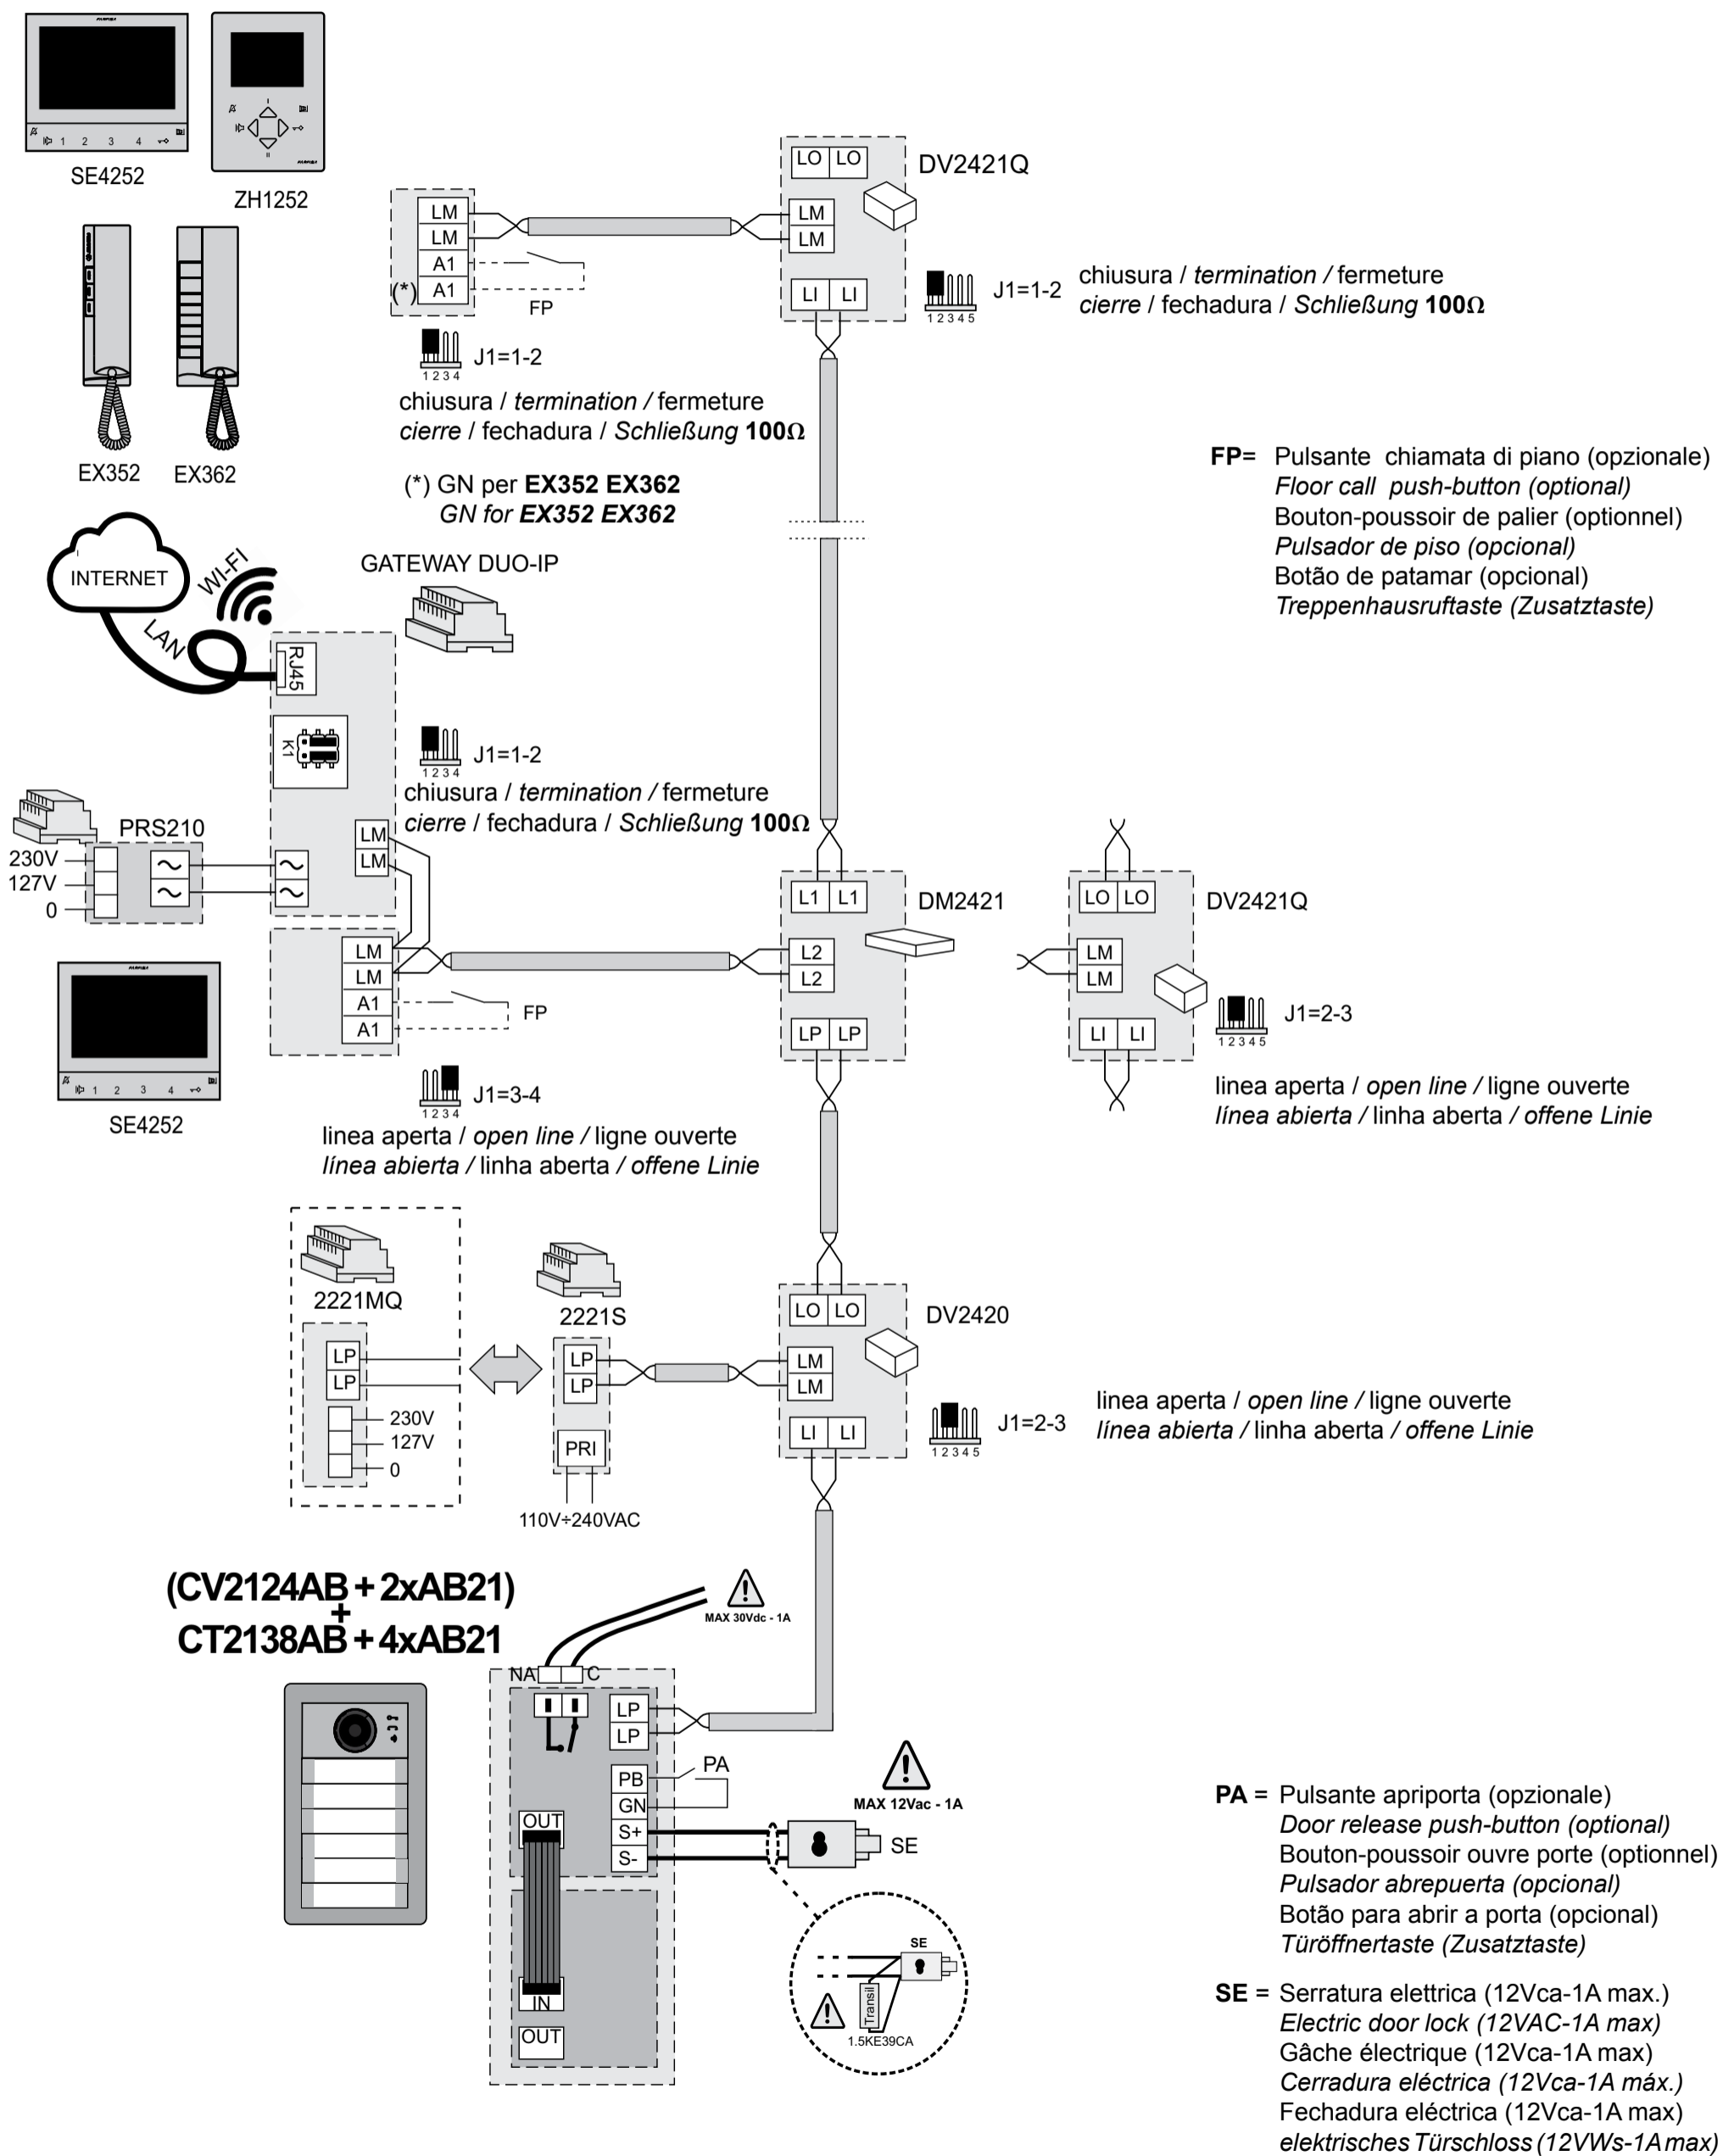 SE4252
ZH1252
EX352
EX362
1 2 3 4
I
II
LM
LM
A1
A1
(*)
FP
1 2 3 4
J1=1-2
chiusura / termination / fermeture
cierre / fechadura / Schließung 100Ω
(*) GN per EX352 EX362
GN for EX352 EX362
LO LO
DV2421Q
LM
LM
LI LI
1 2 3 4 5
J1=1-2
chiusura / termination / fermeture
cierre / fechadura / Schließung 100Ω
FP= Pulsante chiamata di piano (opzionale)
Floor call push-button (optional)
Bouton-poussoir de palier (optionnel)
Pulsador de piso (opcional)
Botão de patamar (opcional)
Treppenhausruftaste (Zusatztaste)
INTERNET
WI-FI
LAN
GATEWAY DUO-IP
RJ45
K1
1 2 3 4
J1=1-2
chiusura / termination / fermeture
cierre / fechadura / Schließung 100Ω
PRS210
230V
127V
0
LM
LM
LM
LM
A1
A1
FP
1 2 3 4
SE4252
1 2 3 4
J1=3-4
linea aperta / open line / ligne ouverte
línea abierta / linha aberta / offene Linie
L1 L1
DM2421
L2
L2
LP LP
LO LO
DV2421Q
LM
LM
LI LI
1 2 3 4 5
J1=2-3
linea aperta / open line / ligne ouverte
línea abierta / linha aberta / offene Linie
2221MQ
LP
LP
230V
127V
0
2221S
LP
LP
PRI
110V÷240VAC
LO LO
DV2420
LM
LM
LI LI
1 2 3 4 5
J1=2-3
linea aperta / open line / ligne ouverte
línea abierta / linha aberta / offene Linie
(CV2124AB + 2xAB21)
+
CT2138AB + 4xAB21
MAX 30Vdc - 1A
NA
C
LP
LP
PB
GN
S+
S-
PA
OUT
IN
OUT
MAX 12Vac - 1A
SE
SE
Transil
1.5KE39CA
PA = Pulsante apriporta (opzionale)
Door release push-button (optional)
Bouton-poussoir ouvre porte (optionnel)
Pulsador abrepuerta (opcional)
Botão para abrir a porta (opcional)
Türöffnertaste (Zusatztaste)
SE = Serratura elettrica (12Vca-1A max.)
Electric door lock (12VAC-1A max)
Gâche électrique (12Vca-1A max)
Cerradura eléctrica (12Vca-1A máx.)
Fechadura eléctrica (12Vca-1A max)
elektrisches Türschloss (12VWs-1A max)